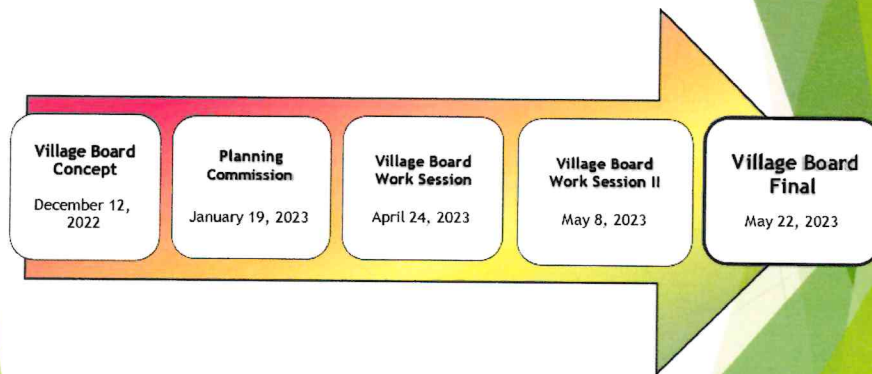 Village Board
Concept
December 12,
2022
Planning
Commission
January 19, 2023
Village Board
Work Session
April 24, 2023
Village Board
Work Session II
May 8, 2023
Village Board
Final
May 22, 2023